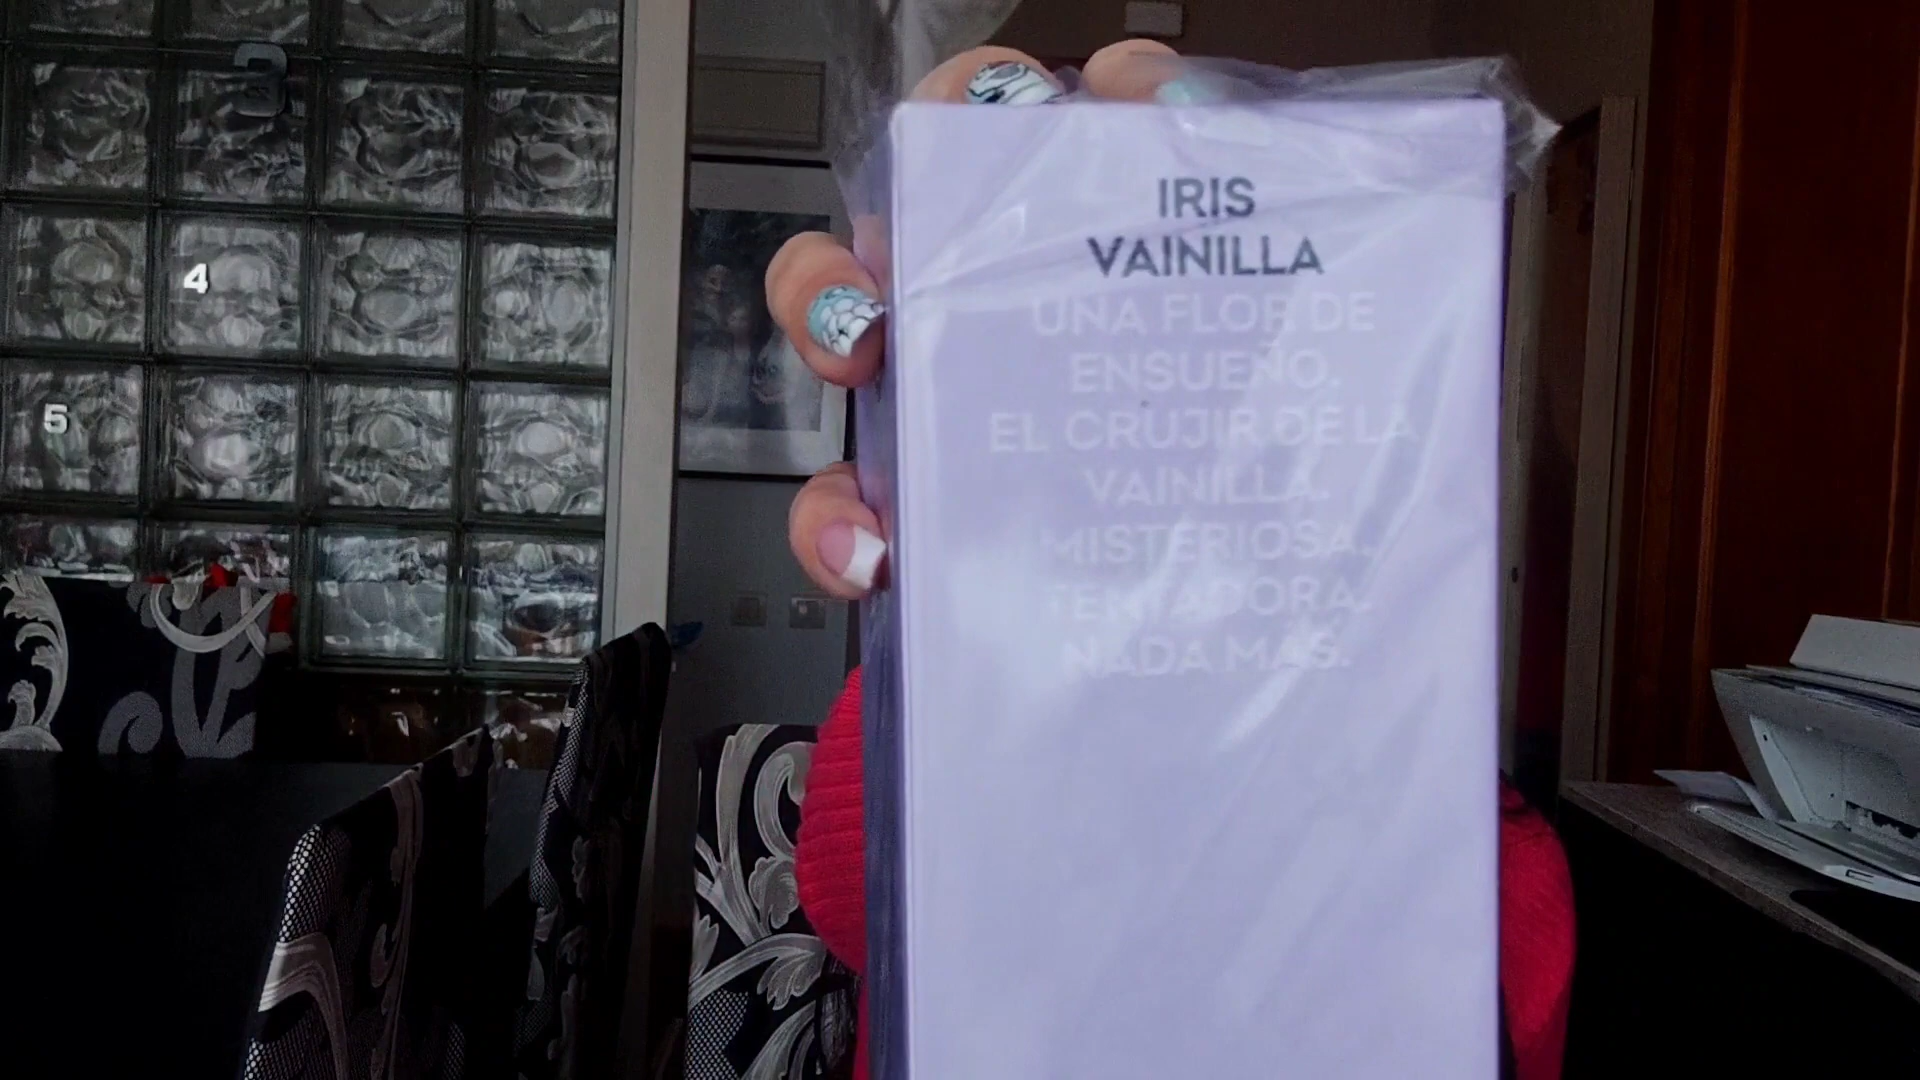 3
4
5
IRIS
VAINILLA
UNA FLOR DE
ENSUEÑO.
EL CRUJIR DE LA
VAINILLA.
MISTERIOSA.
TENTADORA.
NADA MÁS.